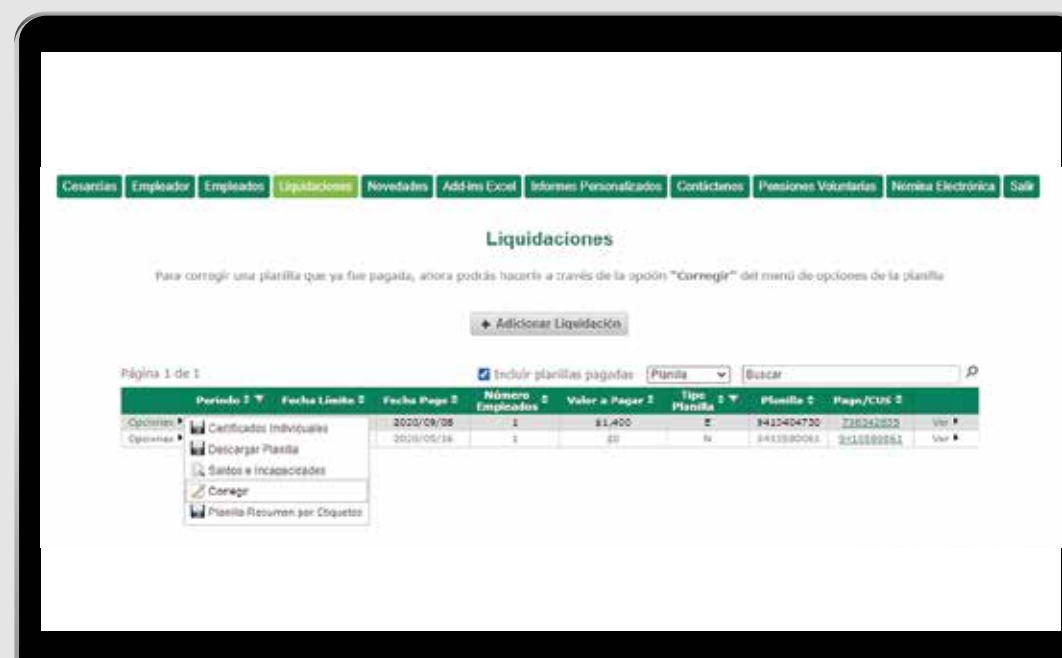 Cesantías Empleador Empleados Liquidaciones Novedades Add-ins Excel Informes Personalizados Contáctenos Pensiones Voluntarias Nómina Electrónica Salir
Liquidaciones
Para corregir una planilla que ya fue pagada, ahora podrás hacerlo a través de la opción "Corregir" del menú de opciones de la planilla
Adicionar Liquidación
Página 1 de 1 Incluir planillas pagadas Planilla Buscar
Periodo Fecha Límite Fecha Pago Número Empleados Valor a Pagar Tipo Planilla Planilla Pago/CUS
Opciones 2020/09/08 1 $1,400 E 9413404730 Ver
Opciones 1 $0 N Ver
Certificados Individuales
Descargar Planilla
Saldos e Incapacidades
Corregir
Planilla Resumen por Etiquetas